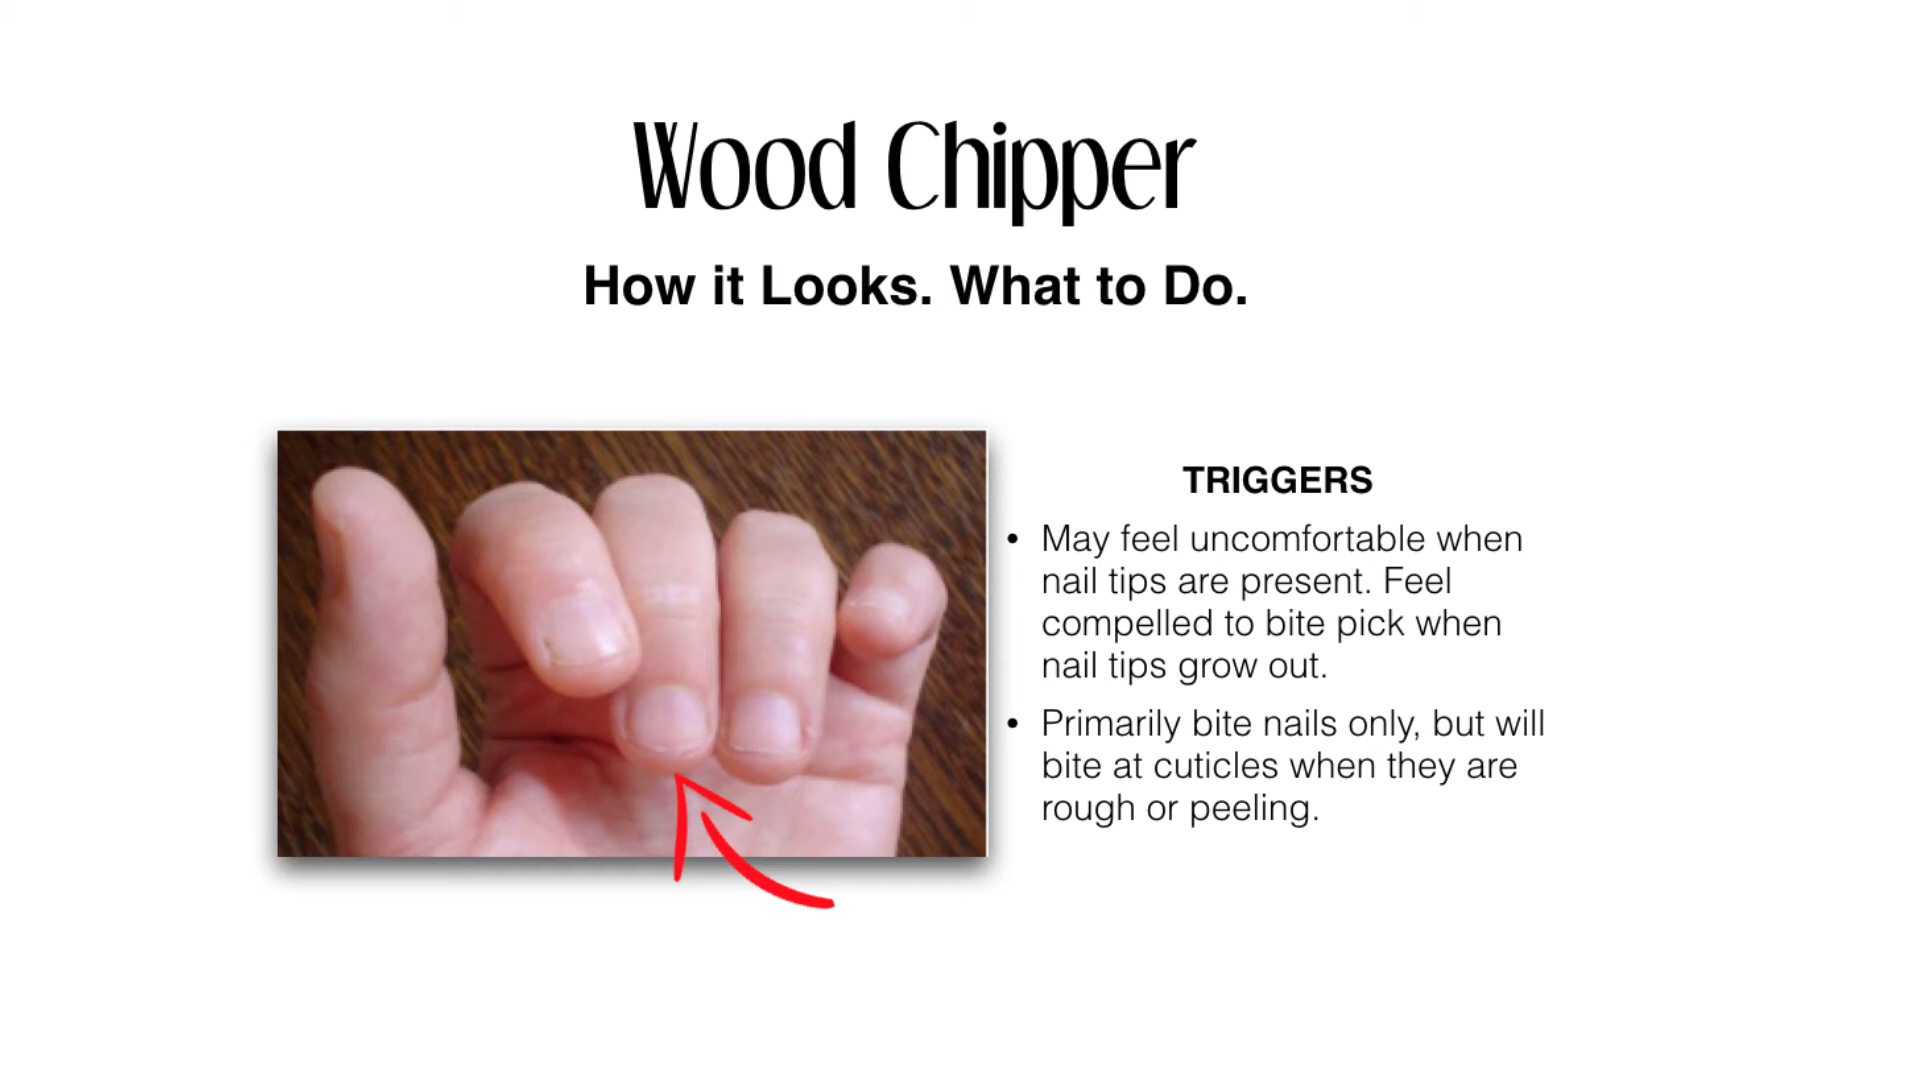 Wood Chipper
How it Looks. What to Do.
TRIGGERS
• May feel uncomfortable when
nail tips are present. Feel
compelled to bite pick when
nail tips grow out.
• Primarily bite nails only, but will
bite at cuticles when they are
rough or peeling.